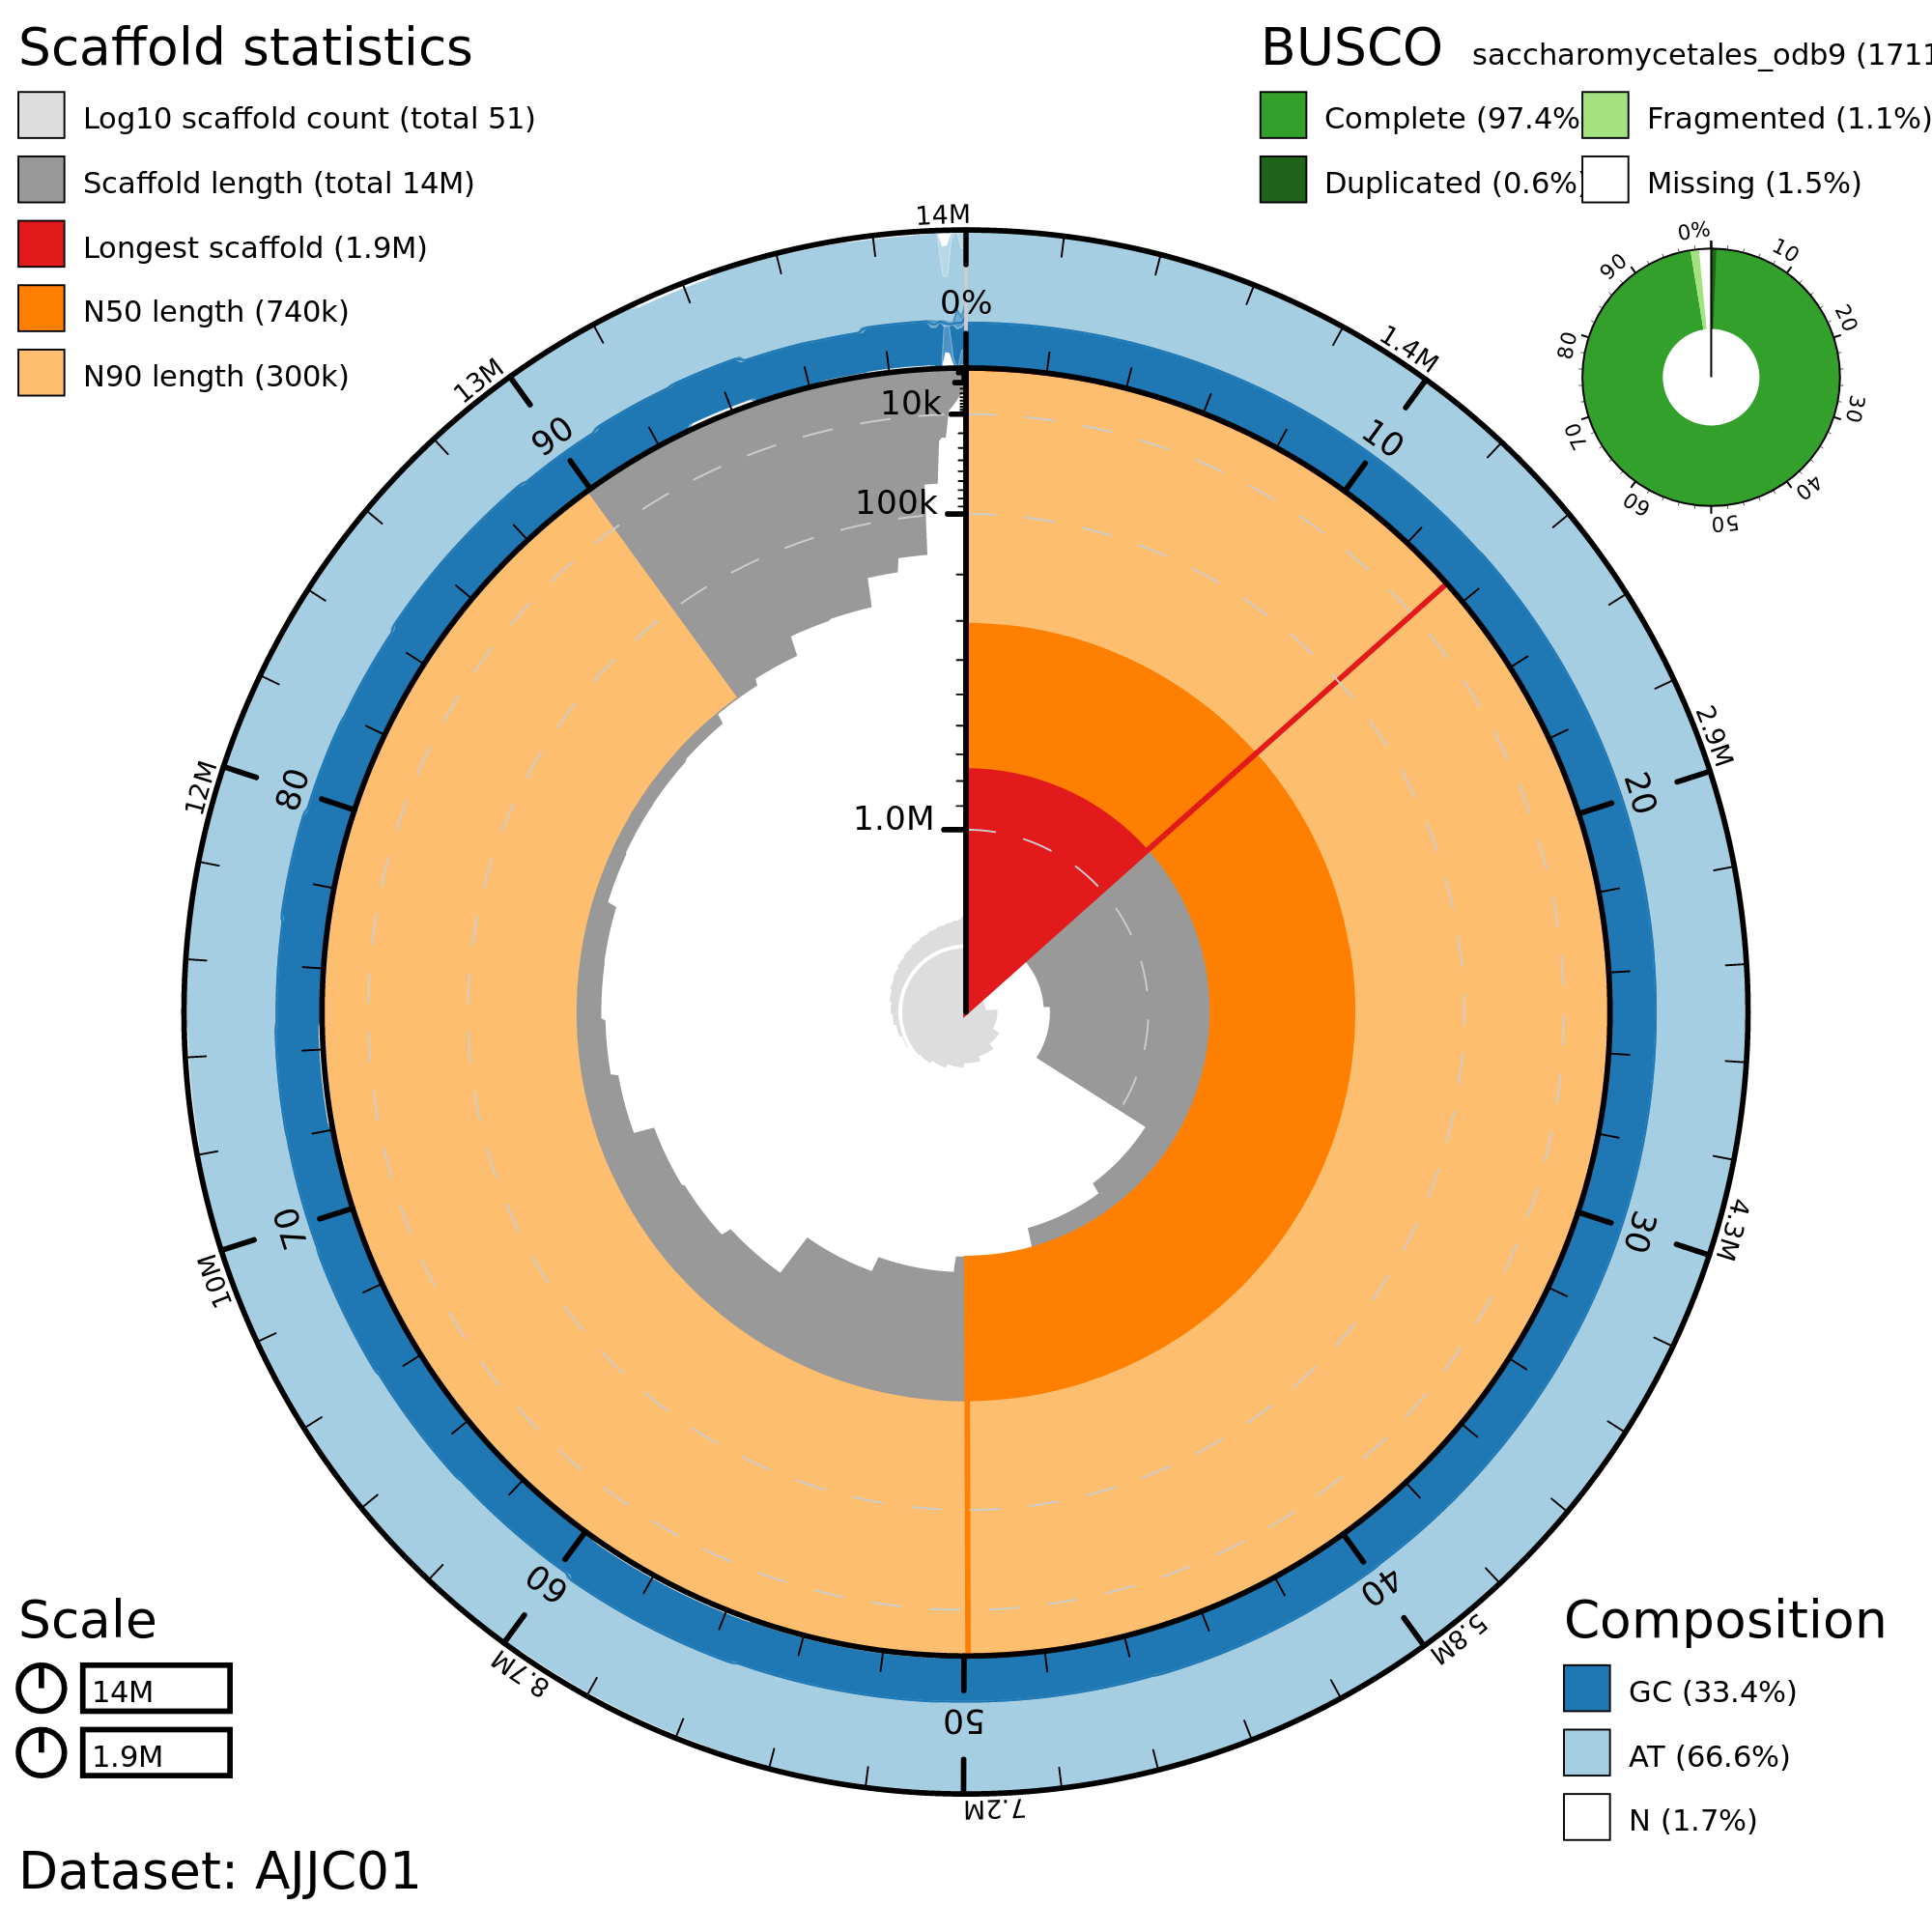 Scaffold statistics
Log10 scaffold count (total 51)
Scaffold length (total 14M)
Longest scaffold (1.9M)
N50 length (740k)
N90 length (300k)
BUSCO saccharomycetales_odb9 (1711
Complete (97.4%
Fragmented (1.1%)
Duplicated (0.6%)
Missing (1.5%)
0%
10
20
30
40
50
60
70
80
90
14M
1.4M
2.9M
4.3M
5.8M
7.2M
8.7M
10M
12M
13M
0%
10
20
30
40
50
60
70
80
90
10k
100k
1.0M
Scale
14M
1.9M
Composition
GC (33.4%)
AT (66.6%)
N (1.7%)
Dataset: AJJC01